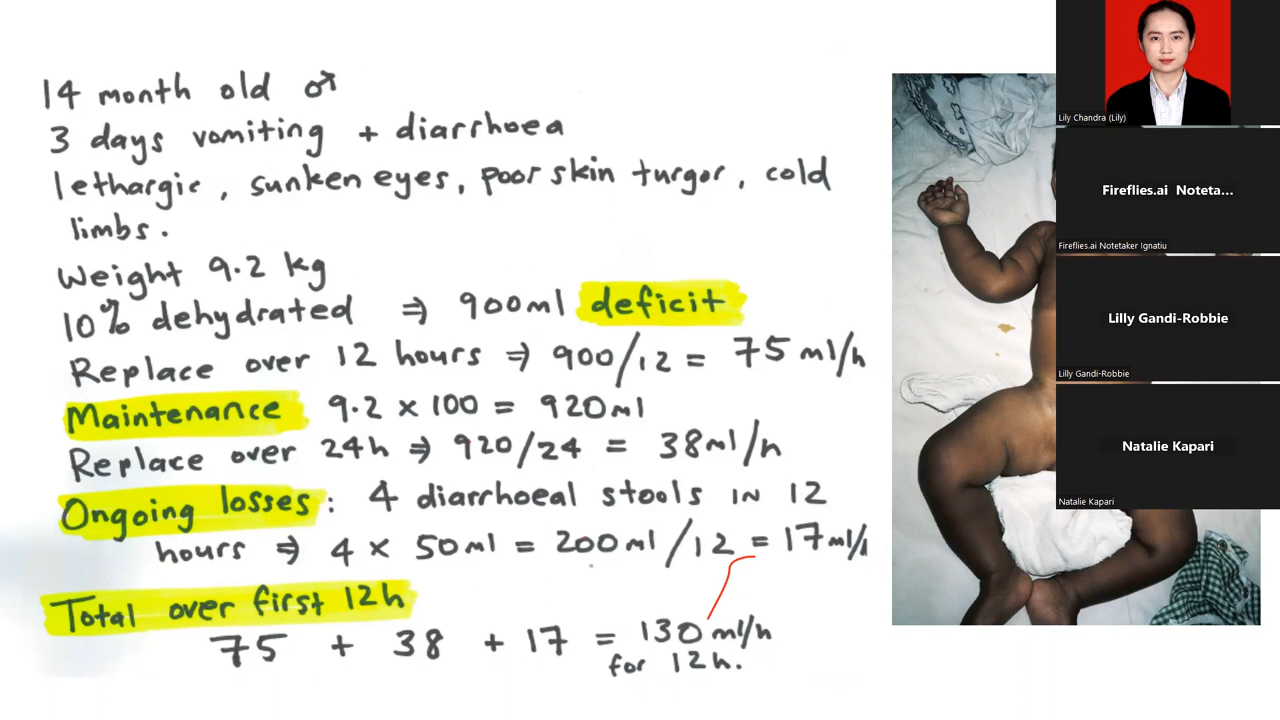 14 month old ♂
3 days vomiting + diarrhoea
lethargic, sunken eyes, poor skin turgor, cold
limbs.
Weight 9.2 kg
10% dehydrated ⇒ 900ml deficit
Replace over 12 hours ⇒ 900/12 = 75 ml/h
Maintenance 9.2 x 100 = 920ml
Replace over 24h ⇒ 920/24 = 38ml/h
Ongoing losses: 4 diarrhoeal stools IN 12
hours ⇒ 4 x 50ml = 200ml/12 = 17ml/
Total over first 12h
75 + 38 + 17 = 130ml/h
for 12h.
Lily Chandra (Lily)
Fireflies.ai Noteta...
Fireflies.ai Notetaker Ignatiu
Lilly Gandi-Robbie
Lilly Gandi-Robbie
Natalie Kapari
Natalie Kapari